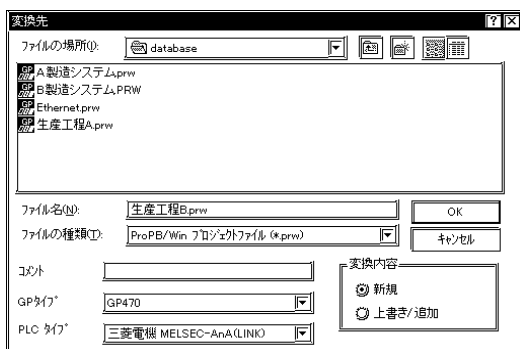 変換先
ファイルの場所(I):
database
A製造システム.prw
B製造システム.PRW
Ethernet.prw
生産工程A.prw
ファイル名(N):
生産工程B.prw
OK
ファイルの種類(T):
ProPB/Win プロジェクトファイル (*.prw)
キャンセル
コメント
変換内容
GPタイプ
GP470
新規
上書き/追加
PLC タイプ
三菱電機 MELSEC-AnA(LINK)